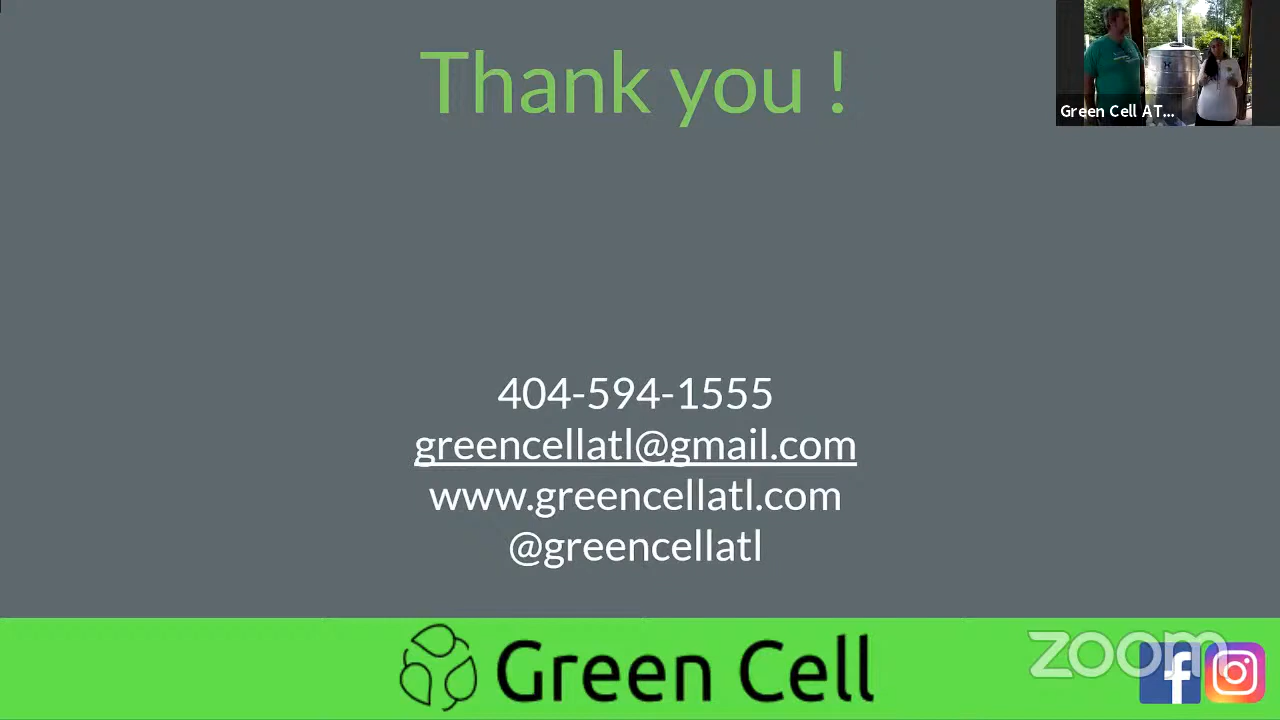 Thank you !
Green Cell AT...
404-594-1555
greencellatl@gmail.com
www.greencellatl.com
@greencellatl
Green Cell
zoom